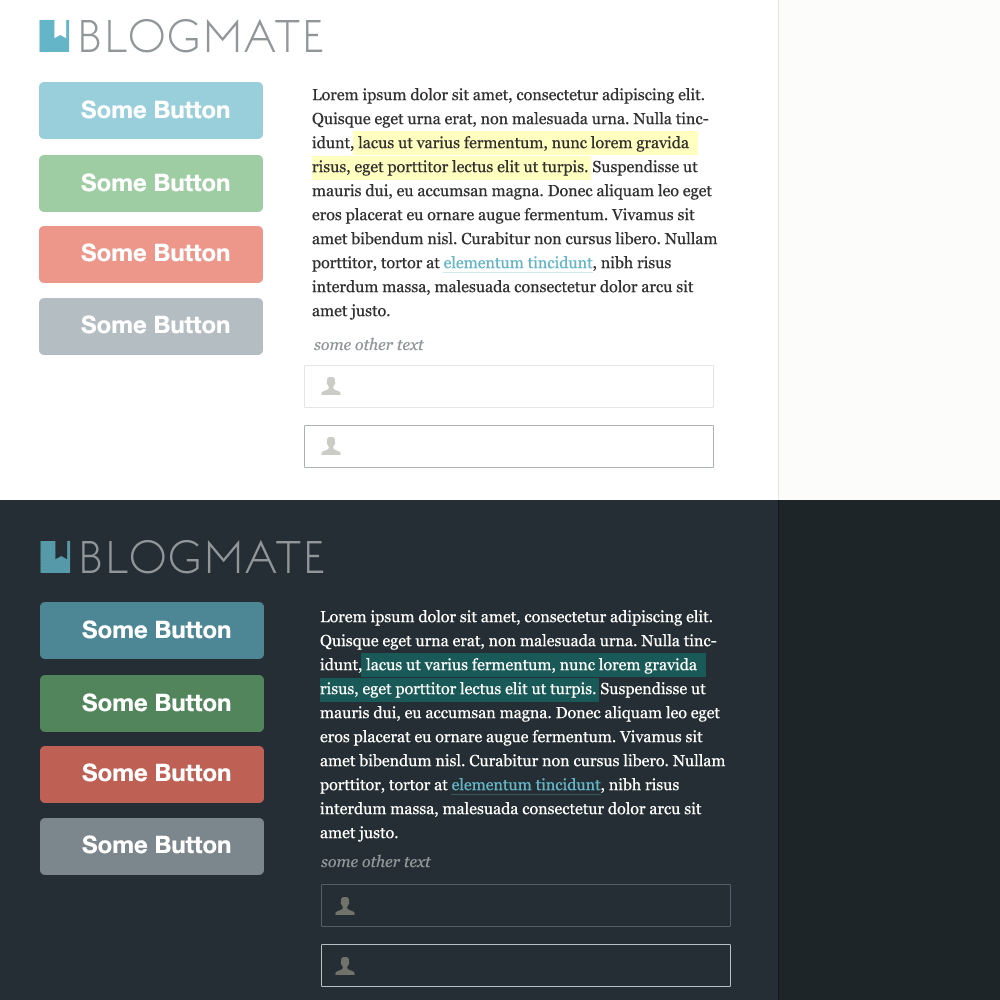 BLOGMATE
Some Button
Some Button
Some Button
Some Button
Lorem ipsum dolor sit amet, consectetur adipiscing elit.
Quisque eget urna erat, non malesuada urna. Nulla tinc-
idunt, lacus ut varius fermentum, nunc lorem gravida
risus, eget porttitor lectus elit ut turpis. Suspendisse ut
mauris dui, eu accumsan magna. Donec aliquam leo eget
eros placerat eu ornare augue fermentum. Vivamus sit
amet bibendum nisl. Curabitur non cursus libero. Nullam
porttitor, tortor at elementum tincidunt, nibh risus
interdum massa, malesuada consectetur dolor arcu sit
amet justo.
some other text
BLOGMATE
Some Button
Some Button
Some Button
Some Button
Lorem ipsum dolor sit amet, consectetur adipiscing elit.
Quisque eget urna erat, non malesuada urna. Nulla tinc-
idunt, lacus ut varius fermentum, nunc lorem gravida
risus, eget porttitor lectus elit ut turpis. Suspendisse ut
mauris dui, eu accumsan magna. Donec aliquam leo eget
eros placerat eu ornare augue fermentum. Vivamus sit
amet bibendum nisl. Curabitur non cursus libero. Nullam
porttitor, tortor at elementum tincidunt, nibh risus
interdum massa, malesuada consectetur dolor arcu sit
amet justo.
some other text